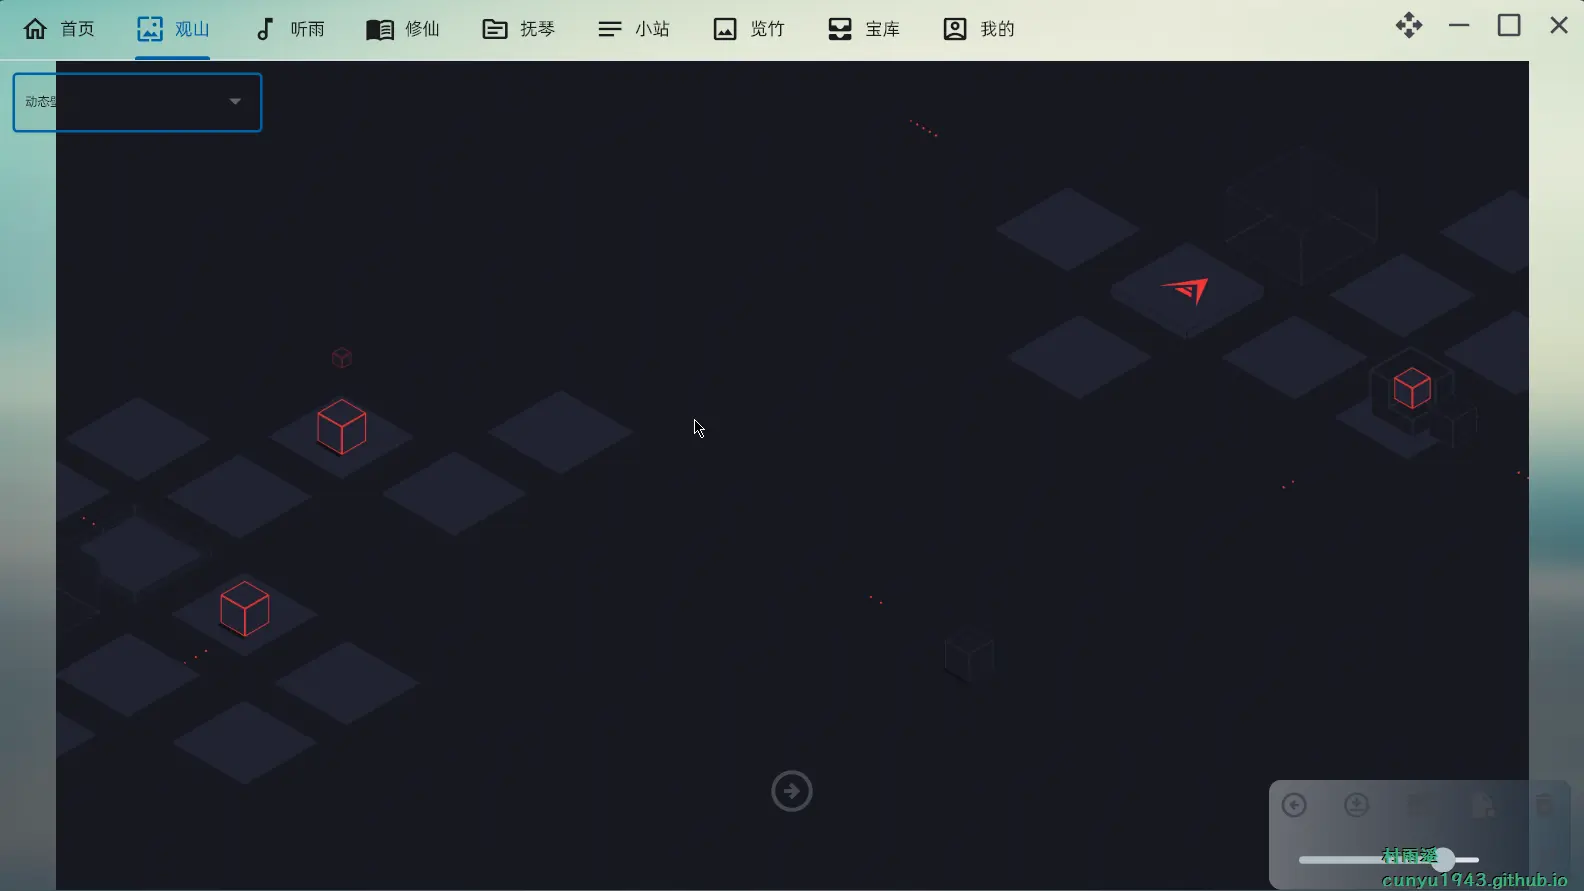 首页
观山
听雨
修仙
抚琴
小站
览竹
宝库
我的
动态壁
村雨遥
cunyu1943.github.io